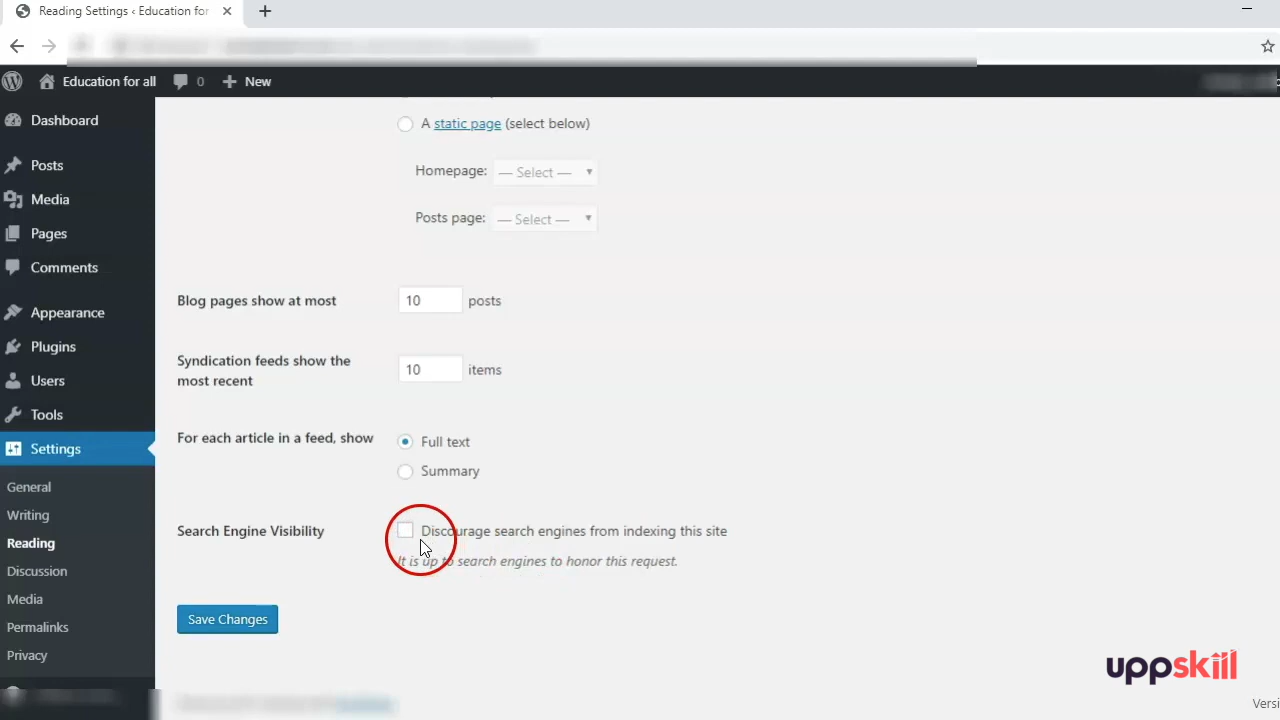 Reading Settings ‹ Education for
Education for all
0
New
Dashboard
Posts
Media
Pages
Comments
Appearance
Plugins
Users
Tools
Settings
General
Writing
Reading
Discussion
Media
Permalinks
Privacy
A static page (select below)
Homepage: — Select —
Posts page: — Select —
Blog pages show at most 10 posts
Syndication feeds show the
most recent 10 items
For each article in a feed, show Full text
Summary
Search Engine Visibility Discourage search engines from indexing this site
It is up to search engines to honor this request.
Save Changes
uppskill
Versi